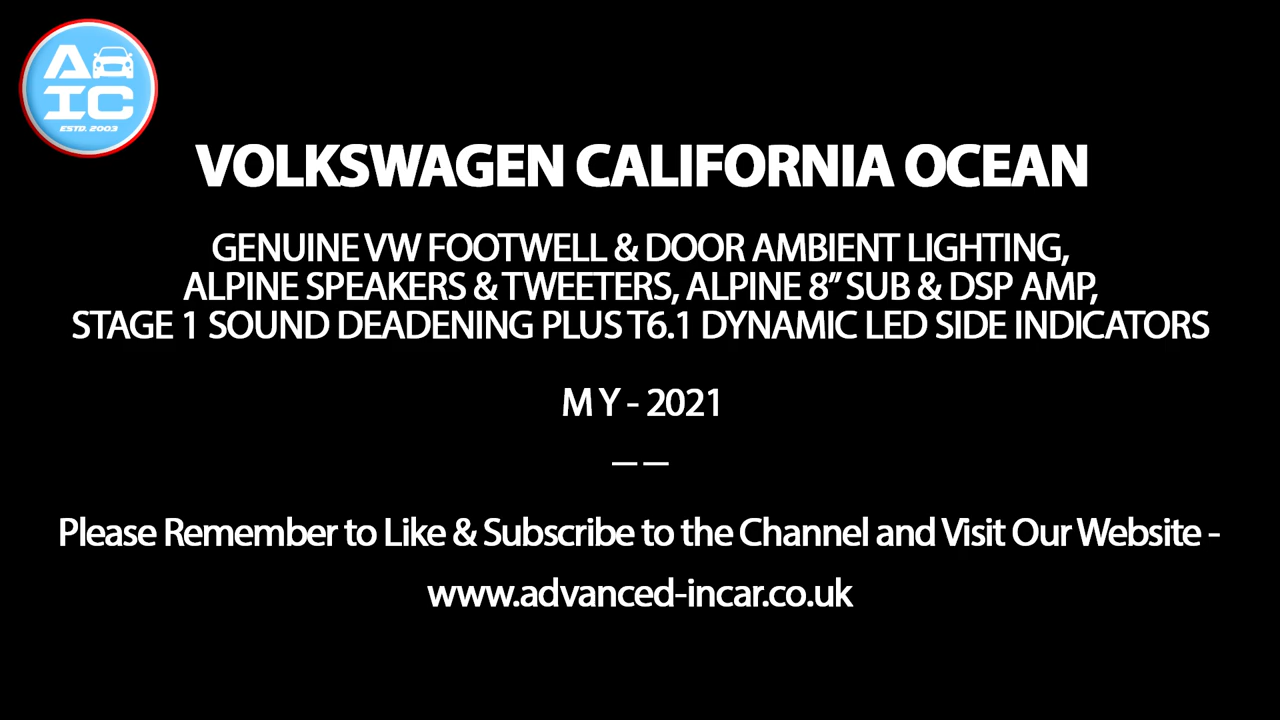 A
IC
ESTD. 2003
VOLKSWAGEN CALIFORNIA OCEAN
GENUINE VW FOOTWELL & DOOR AMBIENT LIGHTING,
ALPINE SPEAKERS & TWEETERS, ALPINE 8” SUB & DSP AMP,
STAGE 1 SOUND DEADENING PLUS T6.1 DYNAMIC LED SIDE INDICATORS
M Y - 2021
— —
Please Remember to Like & Subscribe to the Channel and Visit Our Website -
www.advanced-incar.co.uk